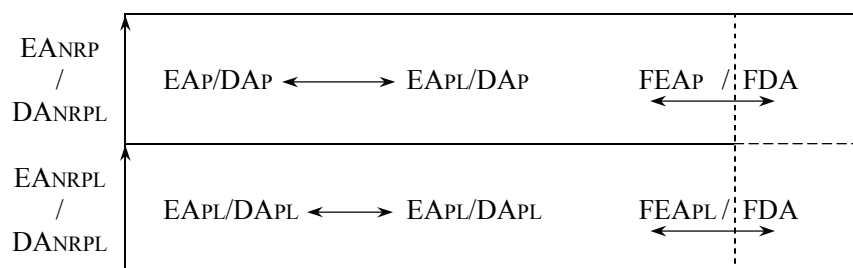 EANRP
/
DANRPL
EAP/DAP EAPL/DAP FEAP / FDA
EANRPL
/
DANRPL
EAPL/DAPL EAPL/DAPL FEAPL / FDA